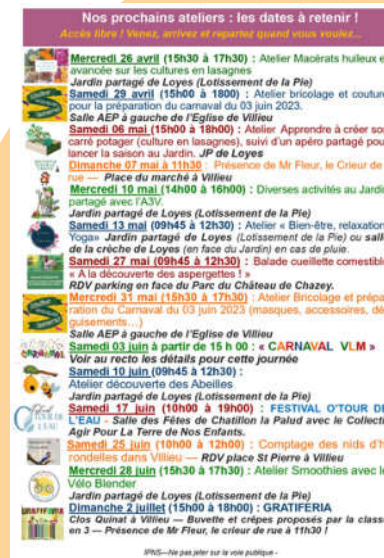 Nos prochains ateliers : les dates à retenir !
Accès libre ! Venez, arrivez et repartez quand vous voulez...
Mercredi 26 avril (15h30 à 17h30) : Atelier Macérats huileux e
avancée sur les cultures en lasagnes
Jardin partagé de Loyes (Lotissement de la Pie)
Samedi 29 avril (15h00 à 1800) : Atelier bricolage et couture
pour la préparation du carnaval du 03 juin 2023.
Salle AEP à gauche de l'Eglise de Villieu
Samedi 06 mai (15h00 à 18h00) : Atelier Apprendre à créer son
carré potager (culture en lasagnes), suivi d'un apéro partagé pou
lancer la saison au Jardin. JP de Loyes
Dimanche 07 mai à 11h30 : Présence de Mr Fleur, le Crieur de
rue — Place du marché à Villieu
Mercredi 10 mai (14h00 à 16h00) : Diverses activités au Jardin
partagé avec l'A3V.
Jardin partagé de Loyes (Lotissement de la Pie)
Samedi 13 mai (09h45 à 12h30) : Atelier « Bien-être, relaxation
Yoga» Jardin partagé de Loyes (Lotissement de la Pie) ou salle
de la crèche de Loyes (en face du Jardin) en cas de pluie.
Samedi 27 mai (09h45 à 12h30) : Balade cueillette comestible
« A la découverte des aspergettes ! »
RDV parking en face du Parc du Château de Chazey.
Mercredi 31 mai (15h30 à 17h30) : Atelier Bricolage et prépa
ration du Carnaval du 03 juin 2023 (masques, accessoires, dé
guisements...)
Salle AEP à gauche de l'Eglise de Villieu
Samedi 03 juin à partir de 15 h 00 : « CARNAVAL VLM »
Voir au recto les détails pour cette journée
Samedi 10 juin (09h45 à 12h30) :
Atelier découverte des Abeilles
Jardin partagé de Loyes (Lotissement de la Pie)
Samedi 17 juin (10h00 à 19h00) : FESTIVAL O'TOUR DE
L'EAU - Salle des Fêtes de Chatillon la Palud avec le Collecti
Agir Pour La Terre de Nos Enfants.
Samedi 25 juin (10h00 à 12h00) : Comptage des nids d'hi
rondelles dans Villieu — RDV place St Pierre à Villieu
Mercredi 28 juin (15h30 à 17h30) : Atelier Smoothies avec le
Vélo Blender
Jardin partagé de Loyes (Lotissement de la Pie)
Dimanche 2 juillet (15h00 à 18h00) : GRATIFERIA
Clos Quinat à Villieu — Buvette et crêpes proposés par la class
en 3 — Présence de Mr Fleur, le crieur de rue à 11h30 !
IPNS—Ne pas jeter sur la voie publique -